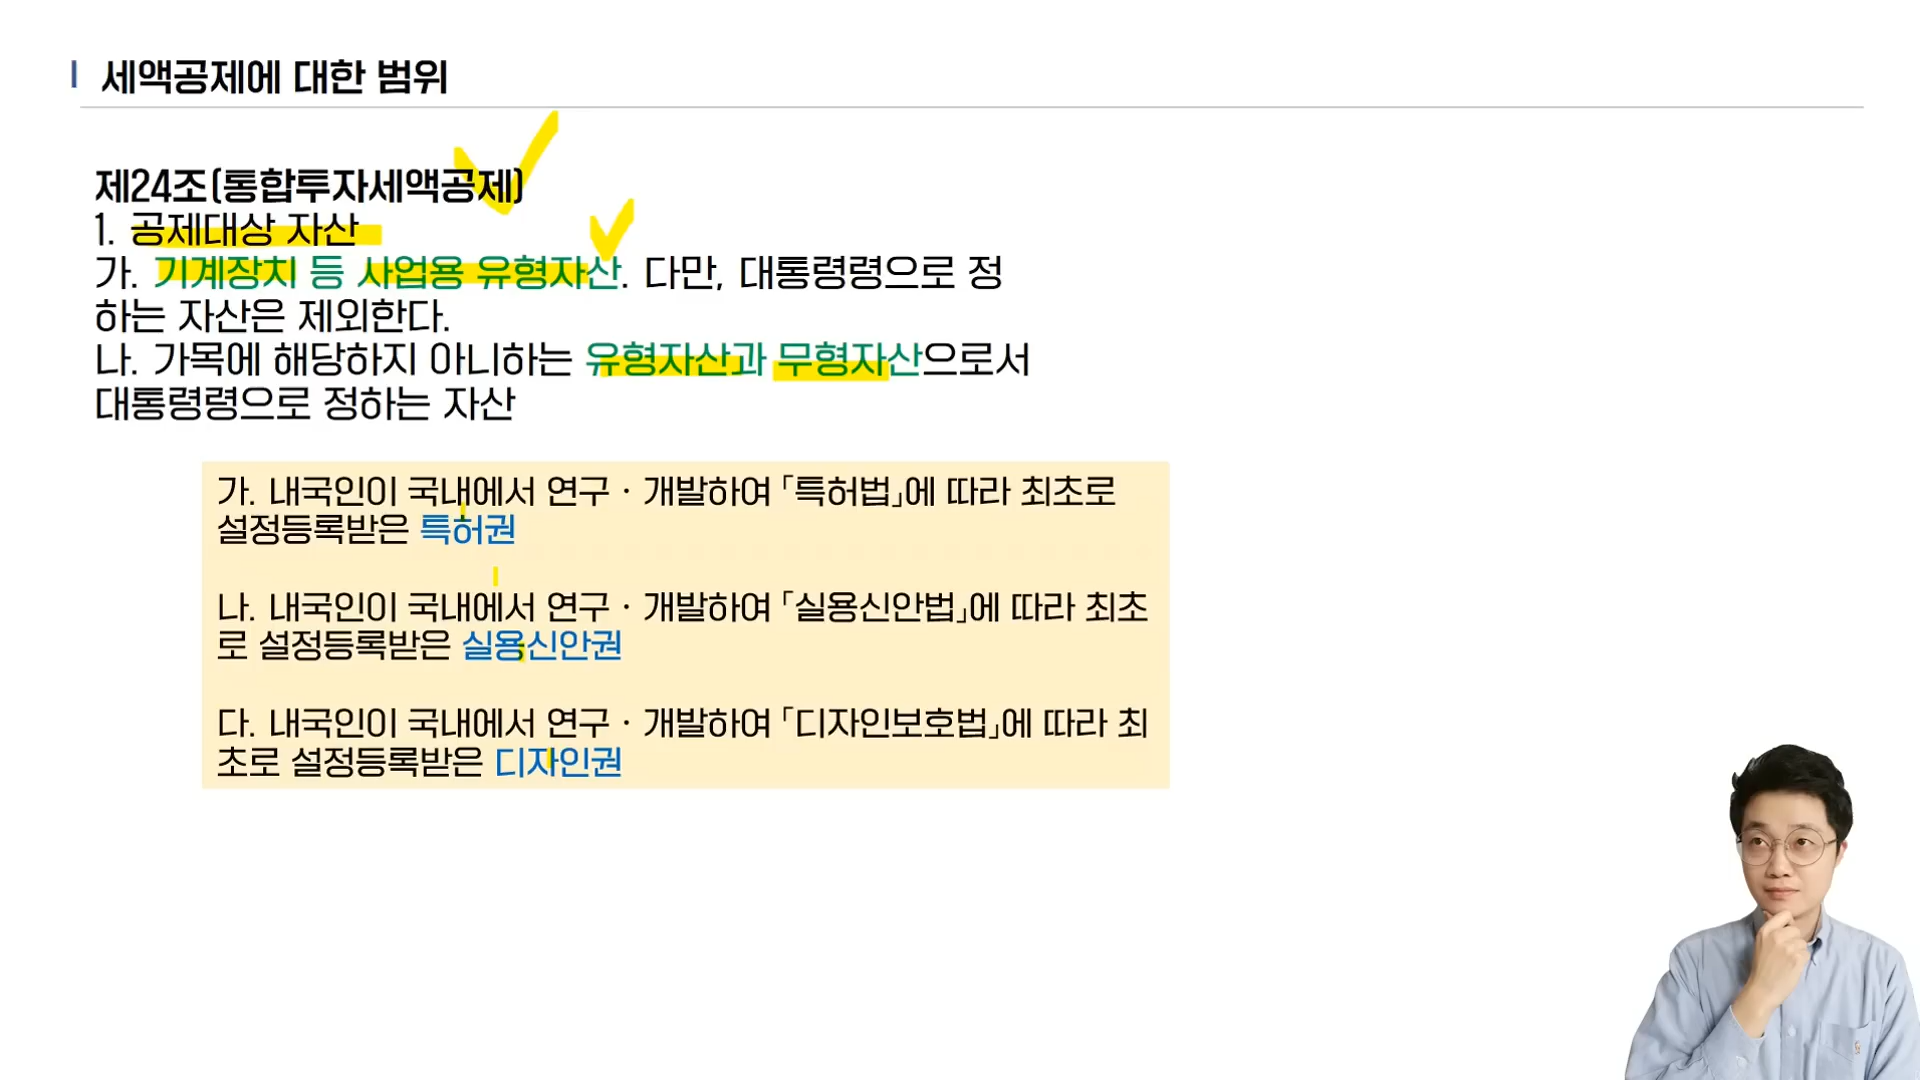 세액공제에 대한 범위
제24조(통합투자세액공제)
1. 공제대상 자산
가. 기계장치 등 사업용 유형자산. 다만, 대통령령으로 정
하는 자산은 제외한다.
나. 가목에 해당하지 아니하는 유형자산과 무형자산으로서
대통령령으로 정하는 자산
가. 내국인이 국내에서 연구 · 개발하여 「특허법」에 따라 최초로
설정등록받은 특허권
나. 내국인이 국내에서 연구 · 개발하여 「실용신안법」에 따라 최초
로 설정등록받은 실용신안권
다. 내국인이 국내에서 연구 · 개발하여 「디자인보호법」에 따라 최
초로 설정등록받은 디자인권